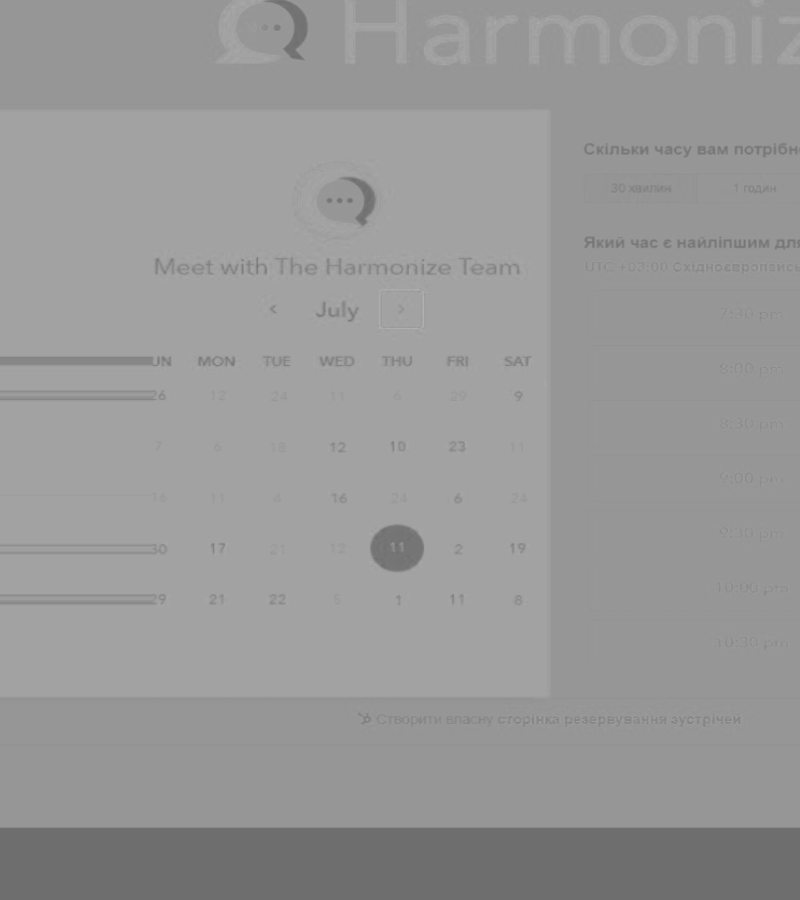 Harmoniz
Meet with The Harmonize Team
‹ July ›
UN MON TUE WED THU FRI SAT
26 12 24 11 6 29 9
7 6 18 12 10 23 11
16 11 6 16 24 6 24
30 17 21 12 11 2 19
29 21 22 5 1 11 8
Скільки часу вам потрібн
30 хвилин 1 годин
Який час є найліпшим для
UTC +03:00 Східноєвропейсь
7:30 pm
8:00 pm
8:30 pm
9:00 pm
9:30 pm
10:00 pm
10:30 pm
Створити власну сторінка резервування зустрічей